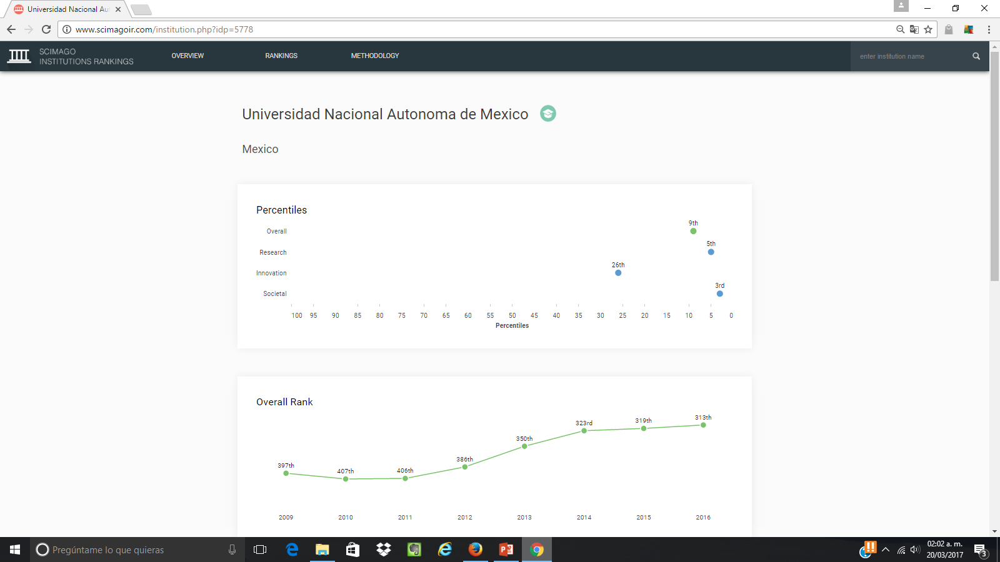 Universidad Nacional Au
www.scimagoir.com/institution.php?idp=5778
SCIMAGO
INSTITUTIONS RANKINGS
OVERVIEW
RANKINGS
METHODOLOGY
enter institution name
Universidad Nacional Autonoma de Mexico
Mexico
Percentiles
9th
Overall
5th
Research
26th
Innovation
3rd
Societal
100 95 90 85 80 75 70 65 60 55 50 45 40 35 30 25 20 15 10 5 0
Percentiles
Overall Rank
397th 407th 406th 386th 350th 323rd 319th 313th
2009 2010 2011 2012 2013 2014 2015 2016
Pregúntame lo que quieras
02:02 a. m.
20/03/2017
3